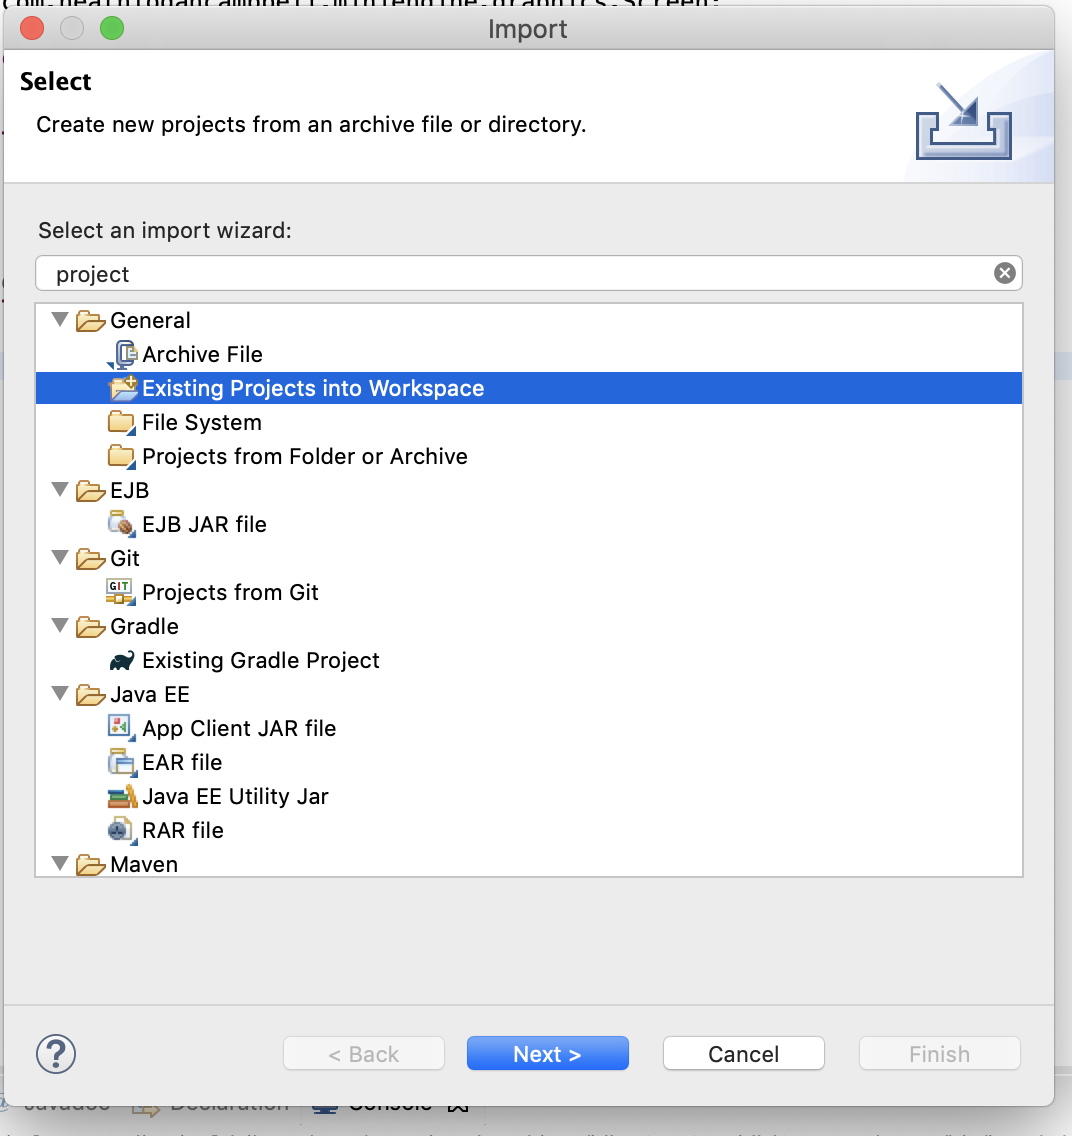 Import
Select
Create new projects from an archive file or directory.
Select an import wizard:
project
General
Archive File
Existing Projects into Workspace
File System
Projects from Folder or Archive
EJB
EJB JAR file
Git
GIT
Projects from Git
Gradle
Existing Gradle Project
Java EE
App Client JAR file
EAR file
Java EE Utility Jar
RAR file
Maven
?
< Back
Next >
Cancel
Finish
Declaration
Console